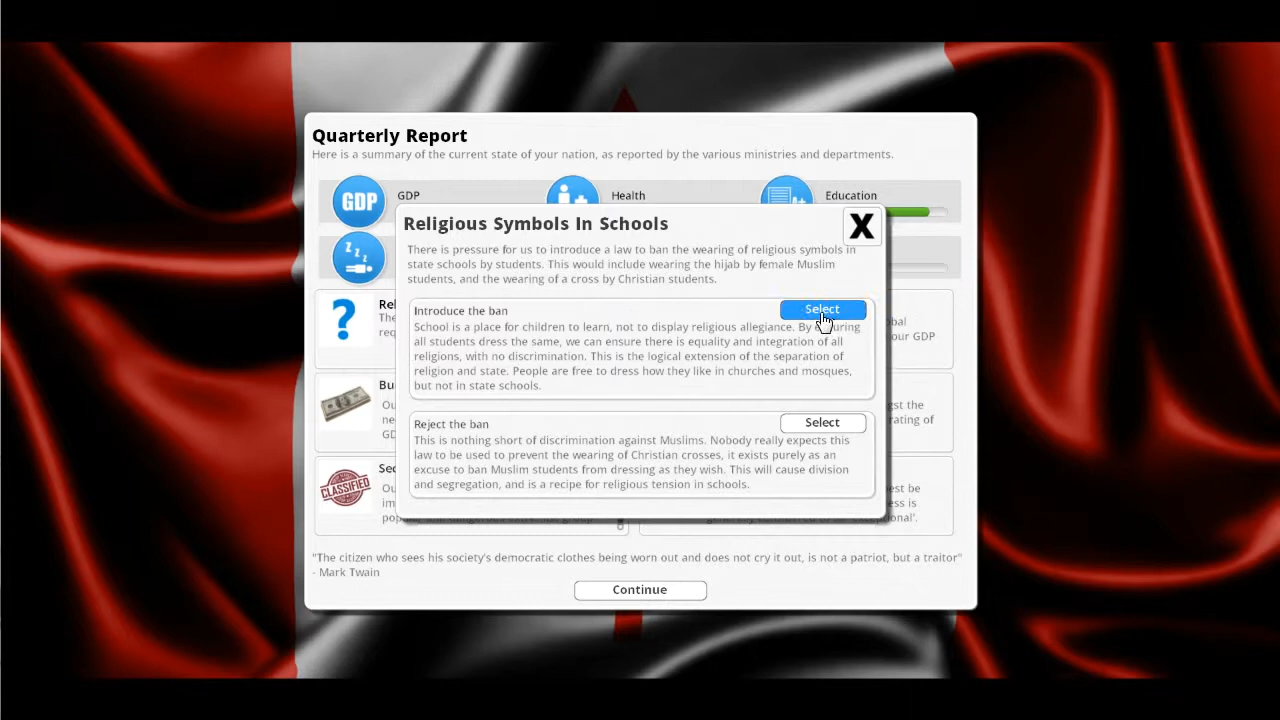 Quarterly Report
Here is a summary of the current state of your nation, as reported by the various ministries and departments.
GDP
GDP
Health
Education
Religious Symbols In Schools
X
There is pressure for us to introduce a law to ban the wearing of religious symbols in
state schools by students. This would include wearing the hijab by female Muslim
students, and the wearing of a cross by Christian students.
Introduce the ban
Select
School is a place for children to learn, not to display religious allegiance. By
all students dress the same, we can ensure there is equality and integration of all
religions, with no discrimination. This is the logical extension of the separation of
religion and state. People are free to dress how they like in churches and mosques,
but not in state schools.
Reject the ban
Select
This is nothing short of discrimination against Muslims. Nobody really expects this
law to be used to prevent the wearing of Christian crosses, it exists purely as an
excuse to ban Muslim students from dressing as they wish. This will cause division
and segregation, and is a recipe for religious tension in schools.
our GDP
CLASSIFIED
"The citizen who sees his society's democratic clothes being worn out and does not cry it out, is not a patriot, but a traitor"
- Mark Twain
Continue